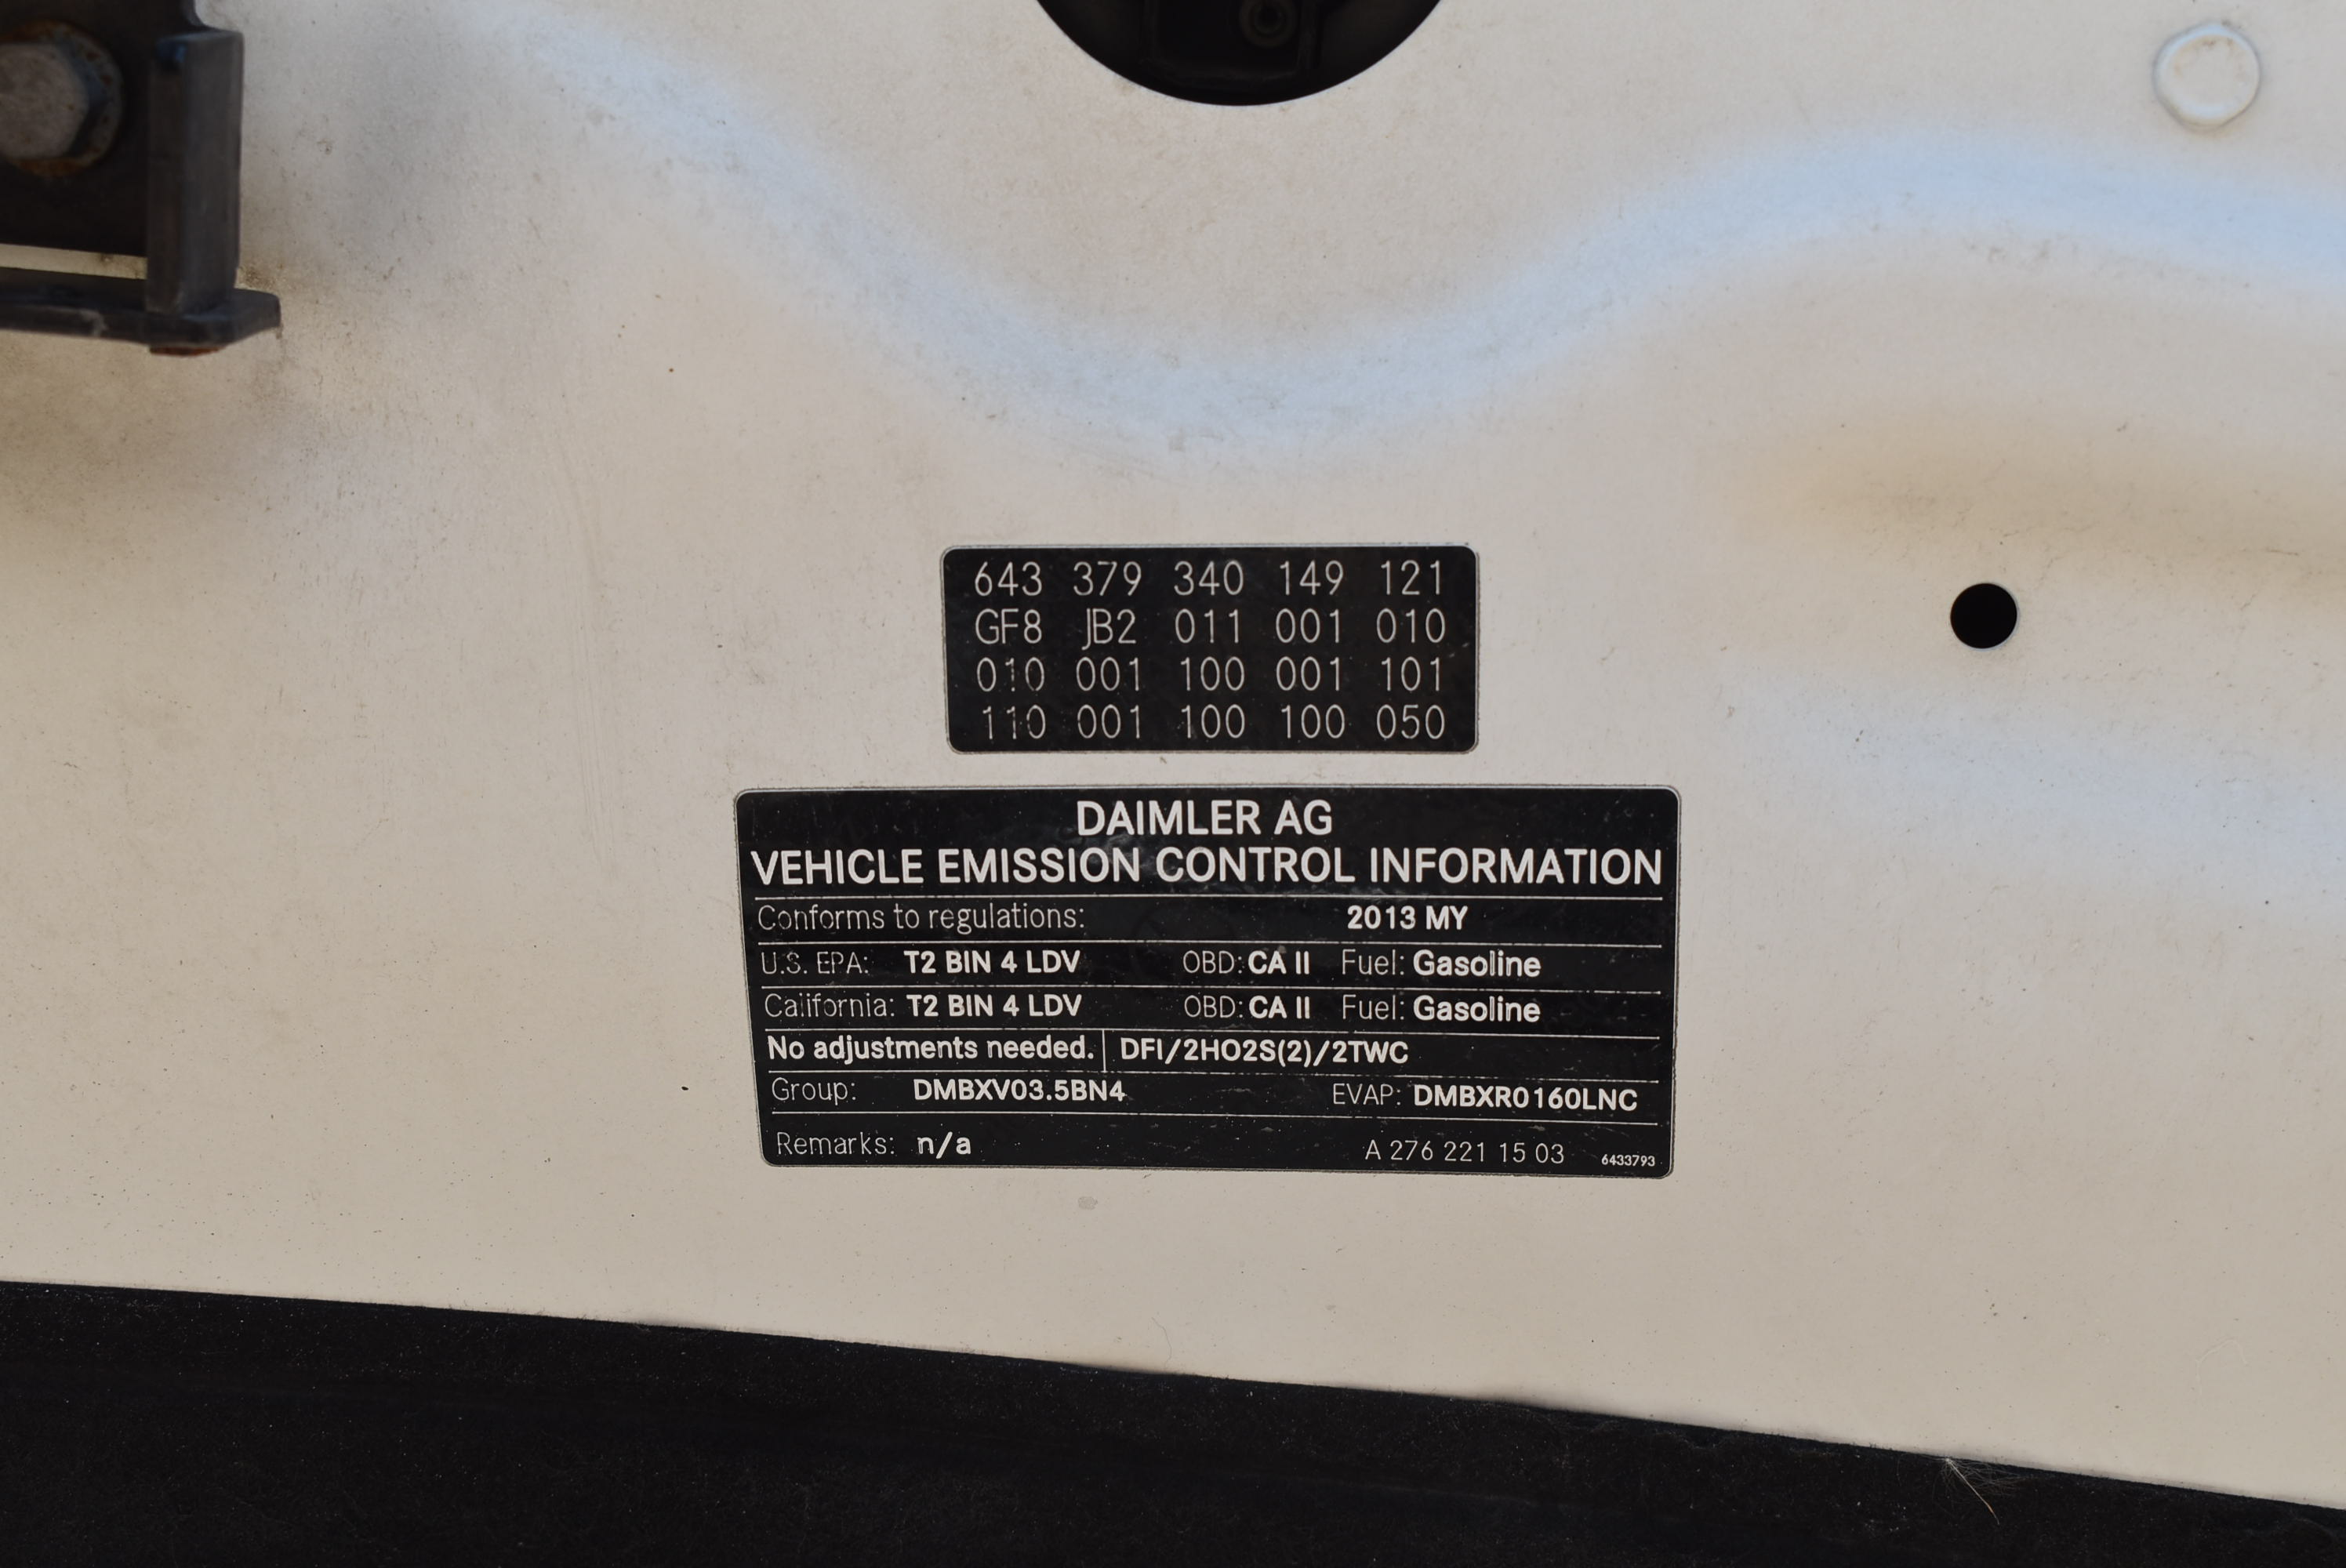 643 379 340 149 121
GF8 JB2 011 001 010
010 001 100 001 101
110 001 100 100 050
DAIMLER AG
VEHICLE EMISSION CONTROL INFORMATION
Conforms to regulations: 2013 MY
U.S. EPA: T2 BIN 4 LDV OBD: CA II Fuel: Gasoline
California: T2 BIN 4 LDV OBD: CA II Fuel: Gasoline
No adjustments needed. DFI/2HO2S(2)/2TWC
Group: DMBXV03.5BN4 EVAP: DMBXR0160LNC
Remarks: n/a A 276 221 15 03 6433793